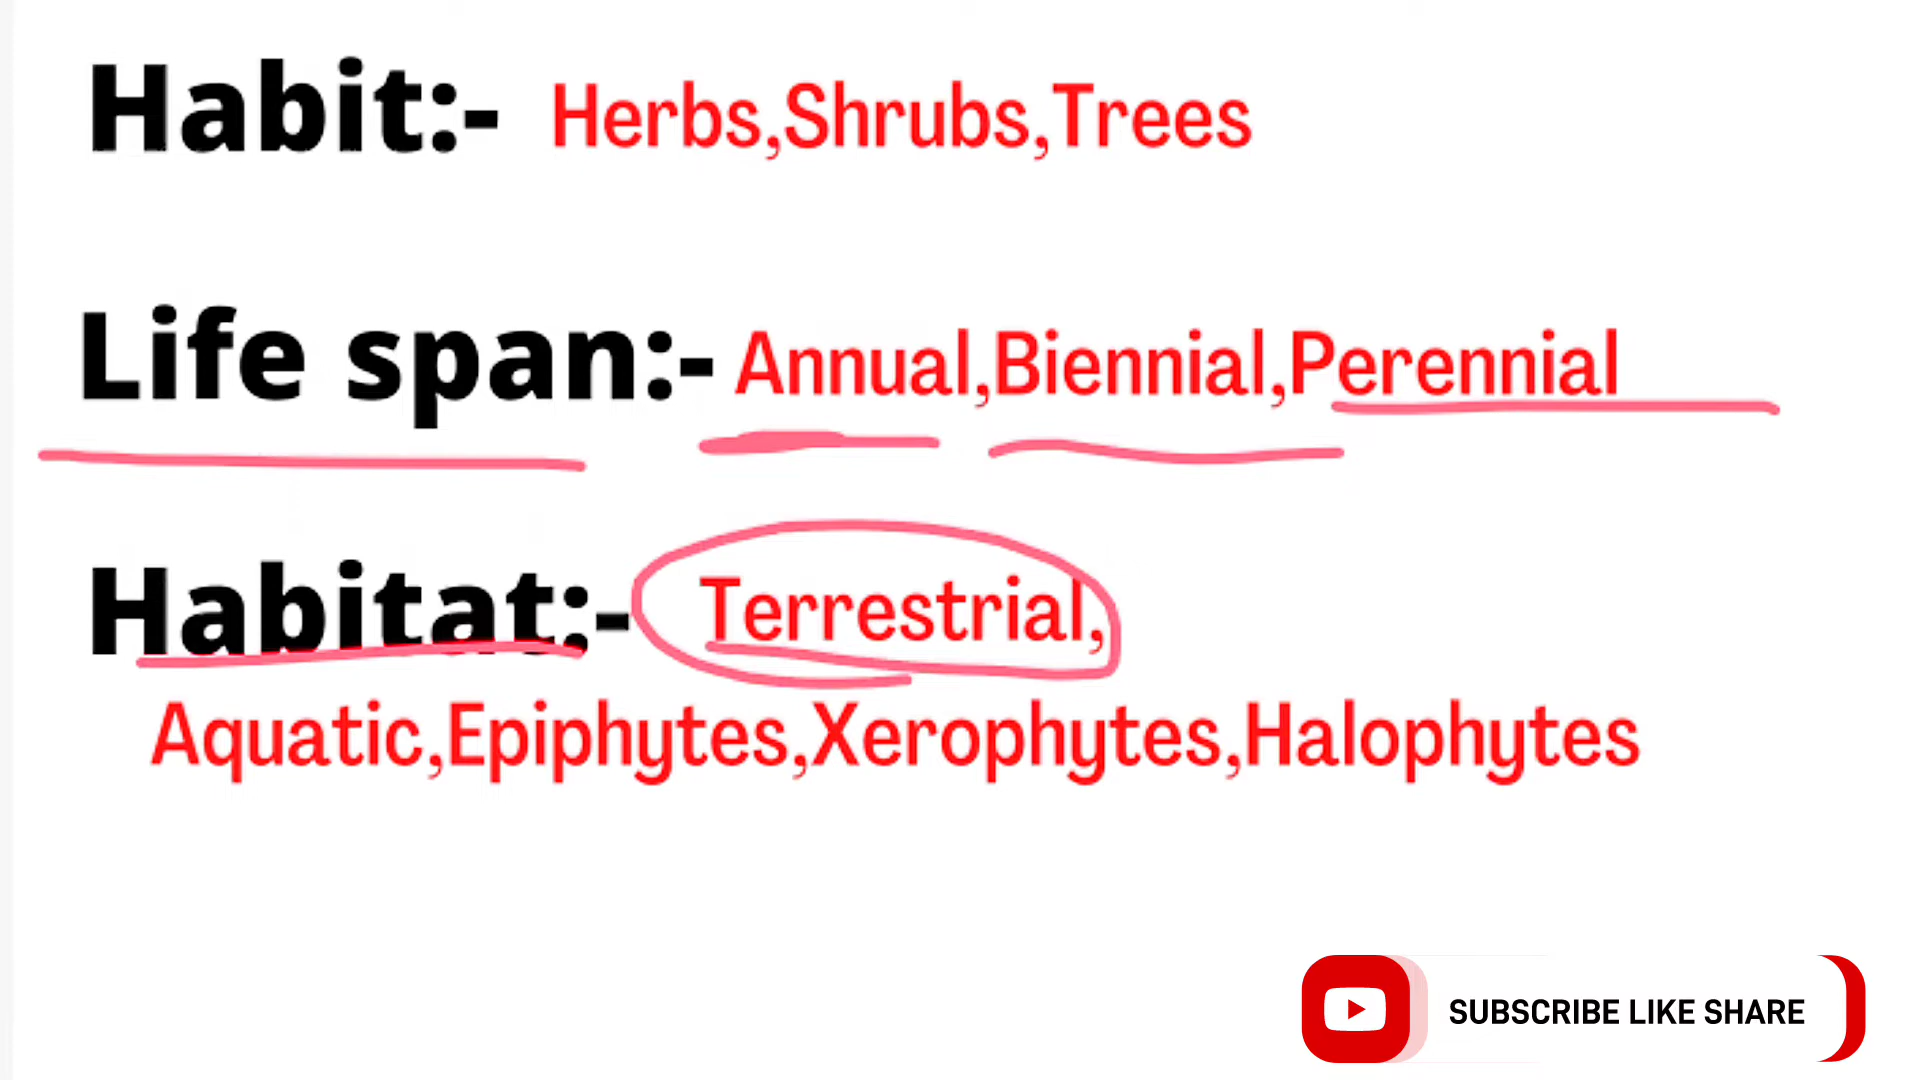 Habit:- Herbs,Shrubs,Trees
Life span:- Annual,Biennial,Perennial
Habitat:- Terrestrial,
Aquatic,Epiphytes,Xerophytes,Halophytes
SUBSCRIBE LIKE SHARE